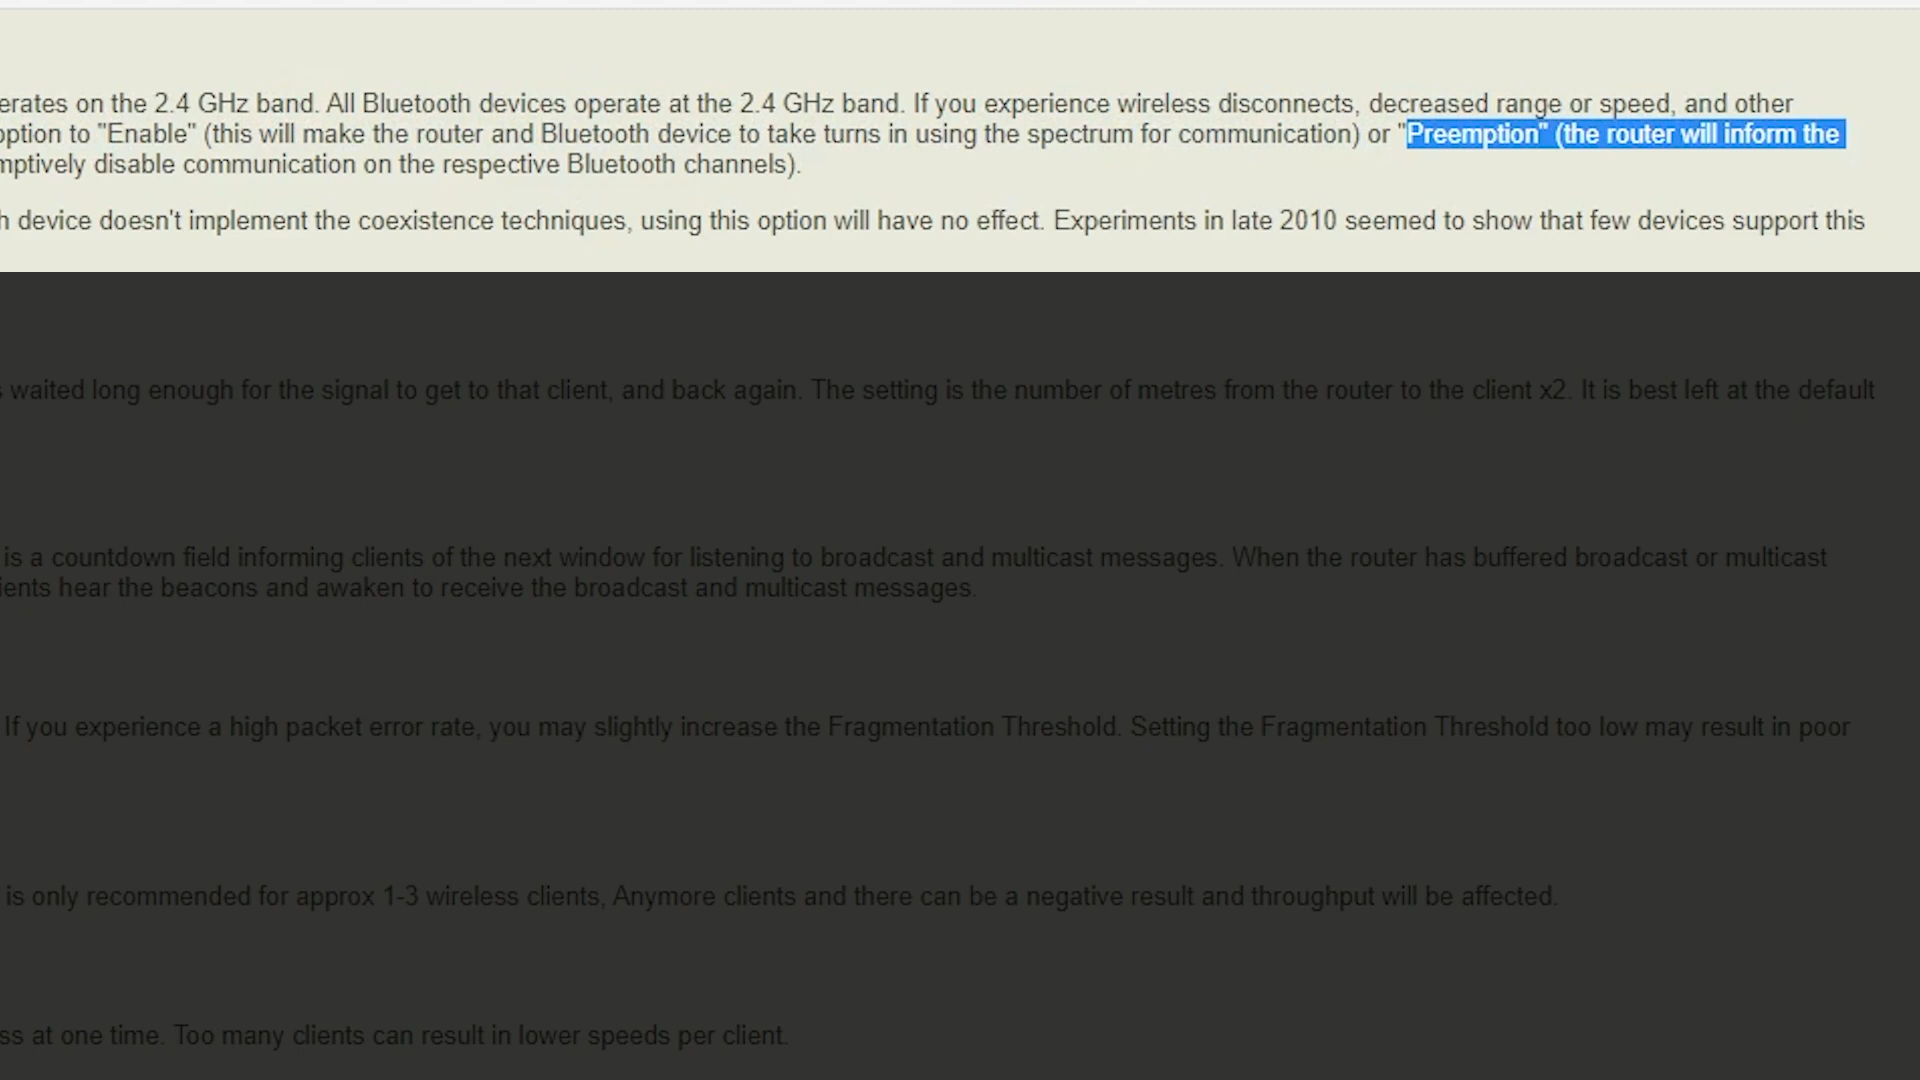 erates on the 2.4 GHz band. All Bluetooth devices operate at the 2.4 GHz band. If you experience wireless disconnects, decreased range or speed, and other
option to "Enable" (this will make the router and Bluetooth device to take turns in using the spectrum for communication) or "Preemption" (the router will inform the
mptively disable communication on the respective Bluetooth channels).
h device doesn't implement the coexistence techniques, using this option will have no effect. Experiments in late 2010 seemed to show that few devices support this
s waited long enough for the signal to get to that client, and back again. The setting is the number of metres from the router to the client x2. It is best left at the default
is a countdown field informing clients of the next window for listening to broadcast and multicast messages. When the router has buffered broadcast or multicast
ients hear the beacons and awaken to receive the broadcast and multicast messages.
If you experience a high packet error rate, you may slightly increase the Fragmentation Threshold. Setting the Fragmentation Threshold too low may result in poor
is only recommended for approx 1-3 wireless clients, Anymore clients and there can be a negative result and throughput will be affected.
ss at one time. Too many clients can result in lower speeds per client.